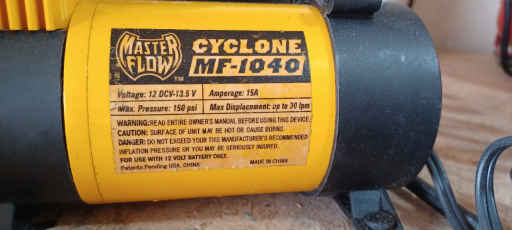 MASTER FLOW™
CYCLONE
MF-1040
Voltage: 12 DCV-13.5 V Amperage: 15A
Max. Pressure: 150 psi Max Displacement: up to 30 lpm
WARNING: READ ENTIRE OWNER'S MANUAL BEFORE USING THIS DEVICE.
CAUTION: SURFACE OF UNIT MAY BE HOT OR CAUSE BURNS.
DANGER: DO NOT EXCEED YOUR TIRE MANUFACTURER'S RECOMMENDED
INFLATION PRESSURE OR YOU MAY BE SERIOUSLY INJURED.
FOR USE WITH 12 VOLT BATTERY ONLY.
Patents Pending USA, CHINA MADE IN CHINA